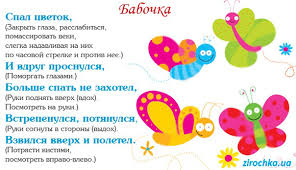 Бабочка
Спал цветок,
(Закрыть глаза, расслабиться,
помассировать веки,
слегка надавливая на них
по часовой стрелке и против нее.)
И вдруг проснулся,
(Поморгать глазами.)
Больше спать не захотел,
(Руки поднять вверх (вдох).
Посмотреть на руки.)
Встрепенулся, потянулся,
(Руки согнуты в стороны (выдох).
Взвился вверх и полетел.
(Потрясти кистями,
посмотреть вправо-влево.)
zirochka.ua